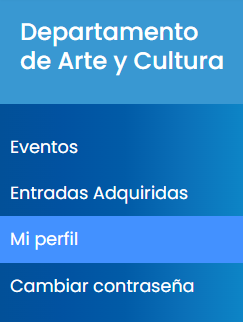 Departamento
de Arte y Cultura
Eventos
Entradas Adquiridas
Mi perfil
Cambiar contraseña